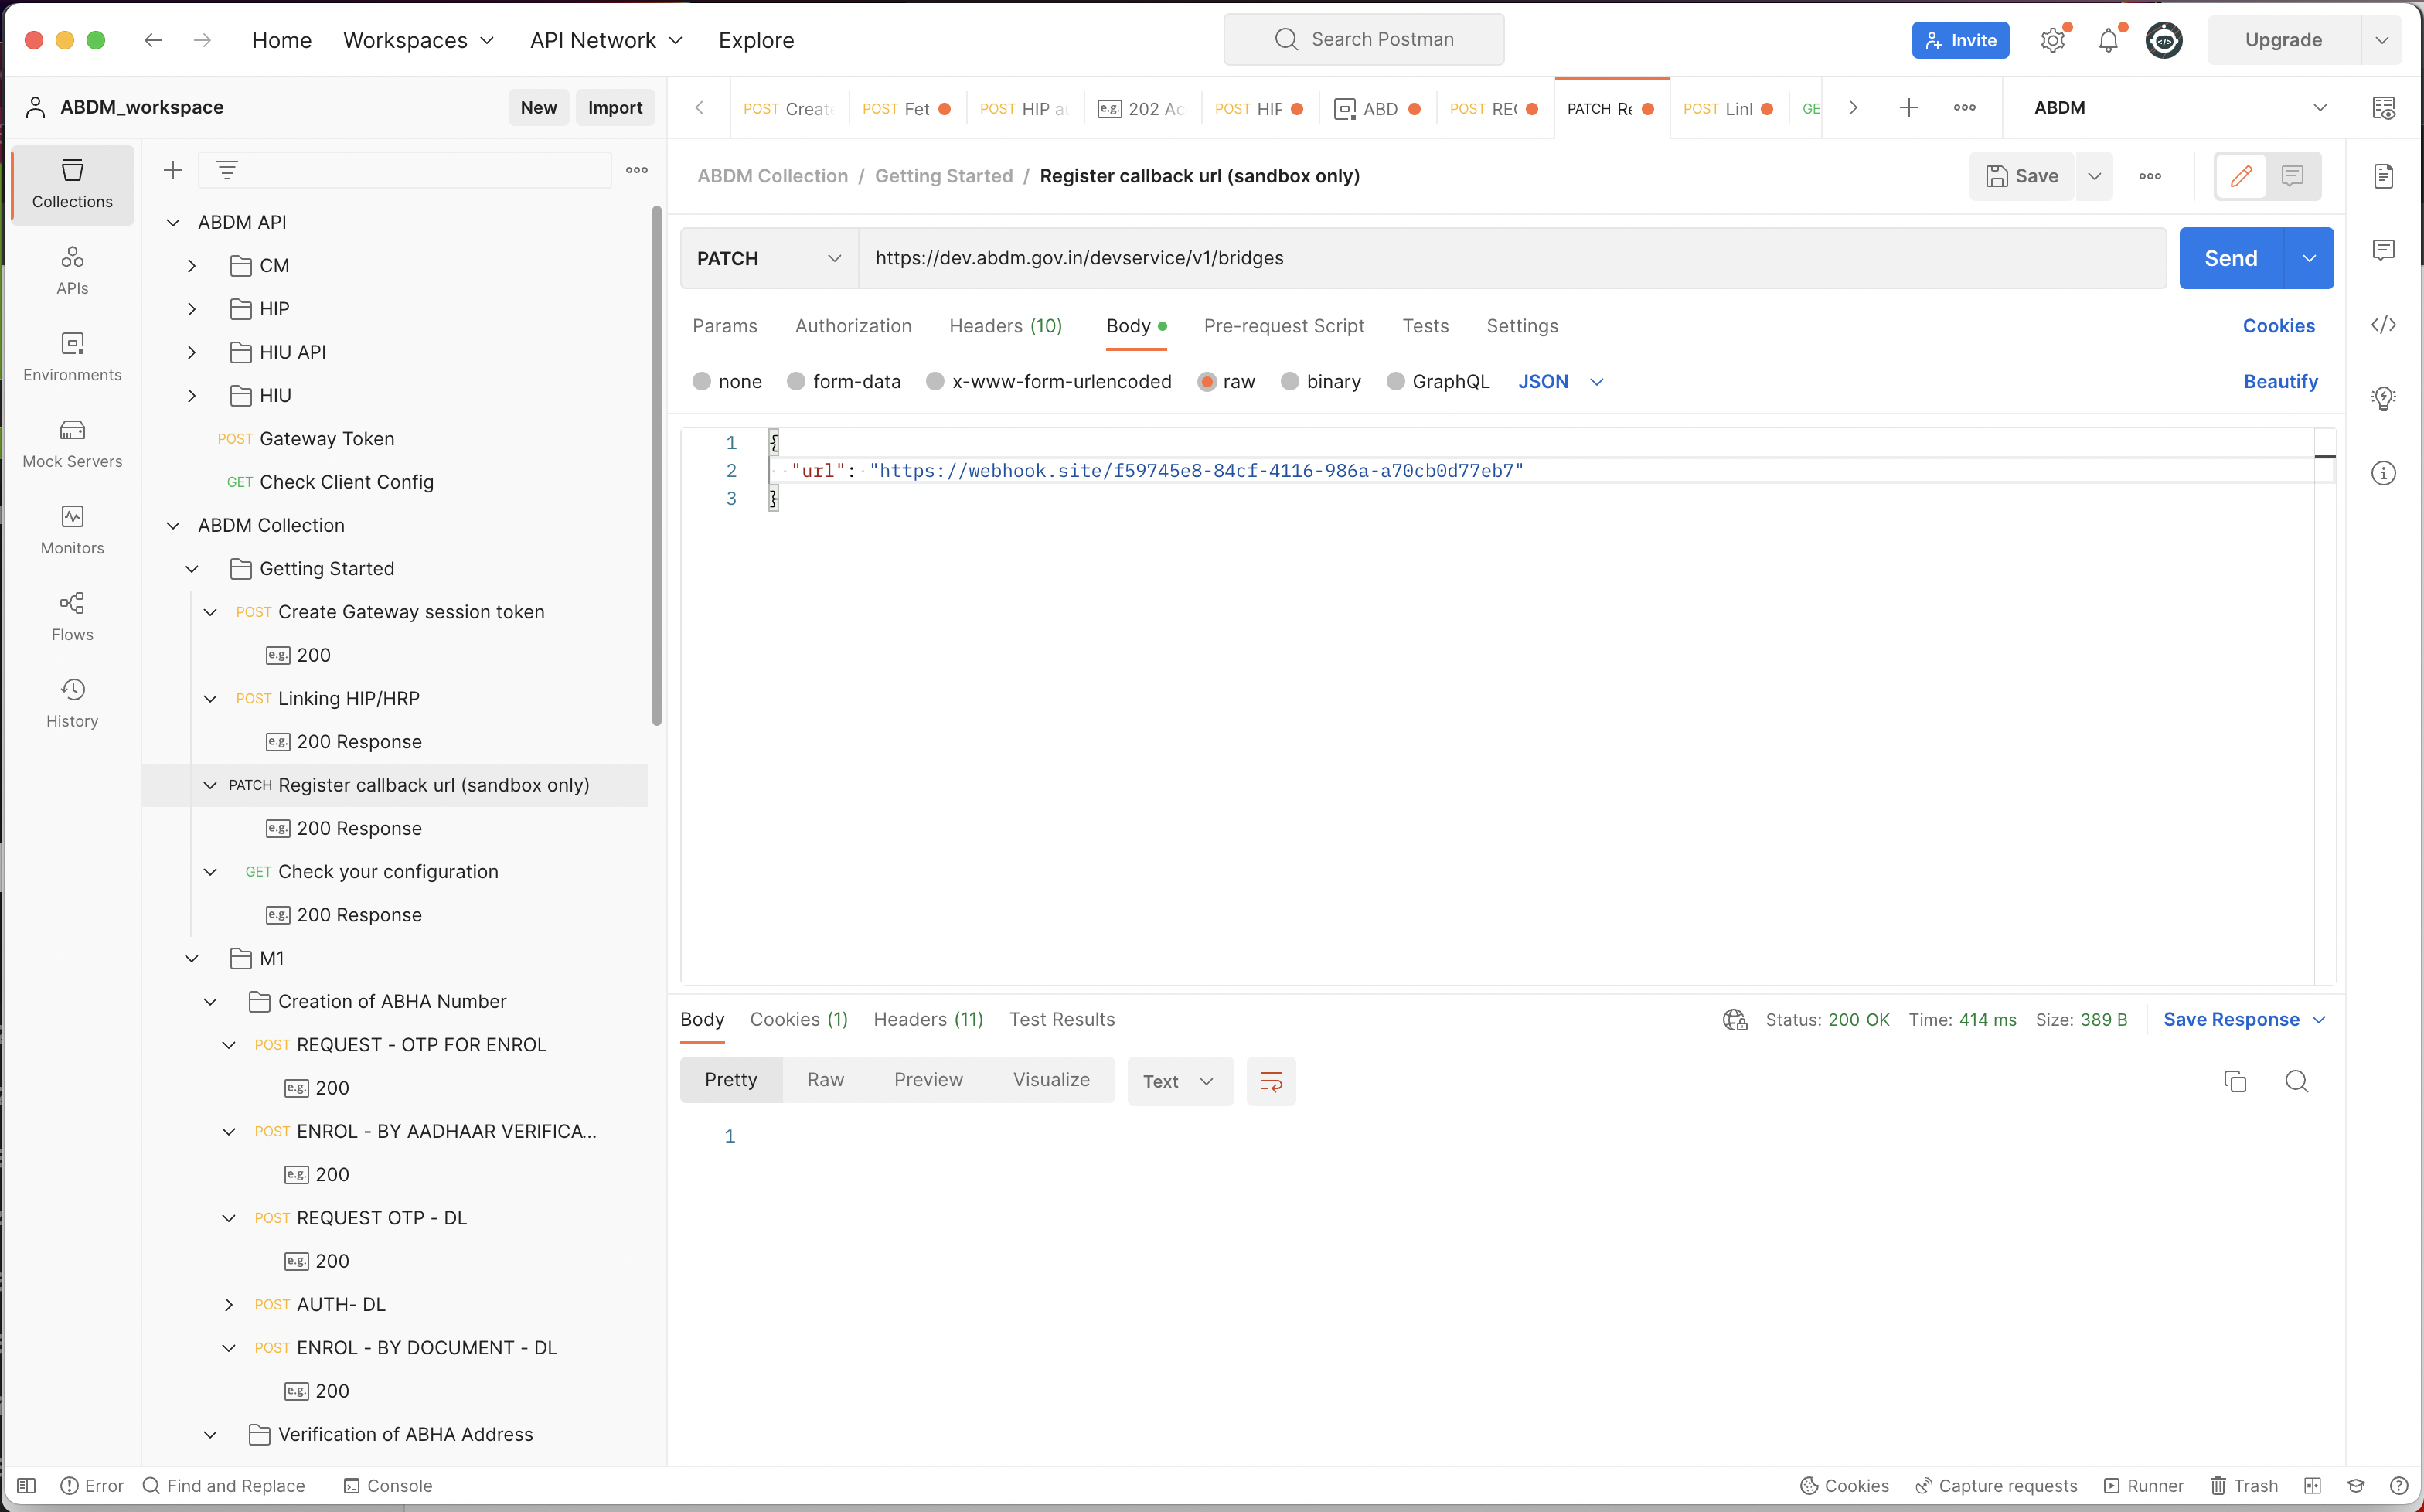 Home Workspaces API Network Explore Search Postman Invite Upgrade
ABDM_workspace New Import POST Create POST Fet POST HIP e.g. 202 Ac POST HIP ABD POST REC PATCH Re POST Linl GE ABDM
Collections
APIs
Environments
Mock Servers
Monitors
Flows
History
ABDM API
CM
HIP
HIU API
HIU
POST Gateway Token
GET Check Client Config
ABDM Collection
Getting Started
POST Create Gateway session token
e.g. 200
POST Linking HIP/HRP
e.g. 200 Response
PATCH Register callback url (sandbox only)
e.g. 200 Response
GET Check your configuration
e.g. 200 Response
M1
Creation of ABHA Number
POST REQUEST - OTP FOR ENROL
e.g. 200
POST ENROL - BY AADHAAR VERIFICA...
e.g. 200
POST REQUEST OTP - DL
e.g. 200
POST AUTH- DL
POST ENROL - BY DOCUMENT - DL
e.g. 200
Verification of ABHA Address
ABDM Collection / Getting Started / Register callback url (sandbox only) Save
PATCH https://dev.abdm.gov.in/devservice/v1/bridges Send
Params Authorization Headers (10) Body Pre-request Script Tests Settings Cookies
none form-data x-www-form-urlencoded raw binary GraphQL JSON Beautify
1 {
2 "url": "https://webhook.site/f59745e8-84cf-4116-986a-a70cb0d77eb7"
3 }
Body Cookies (1) Headers (11) Test Results Status: 200 OK Time: 414 ms Size: 389 B Save Response
Pretty Raw Preview Visualize Text
1
Error Find and Replace Console Cookies Capture requests Runner Trash